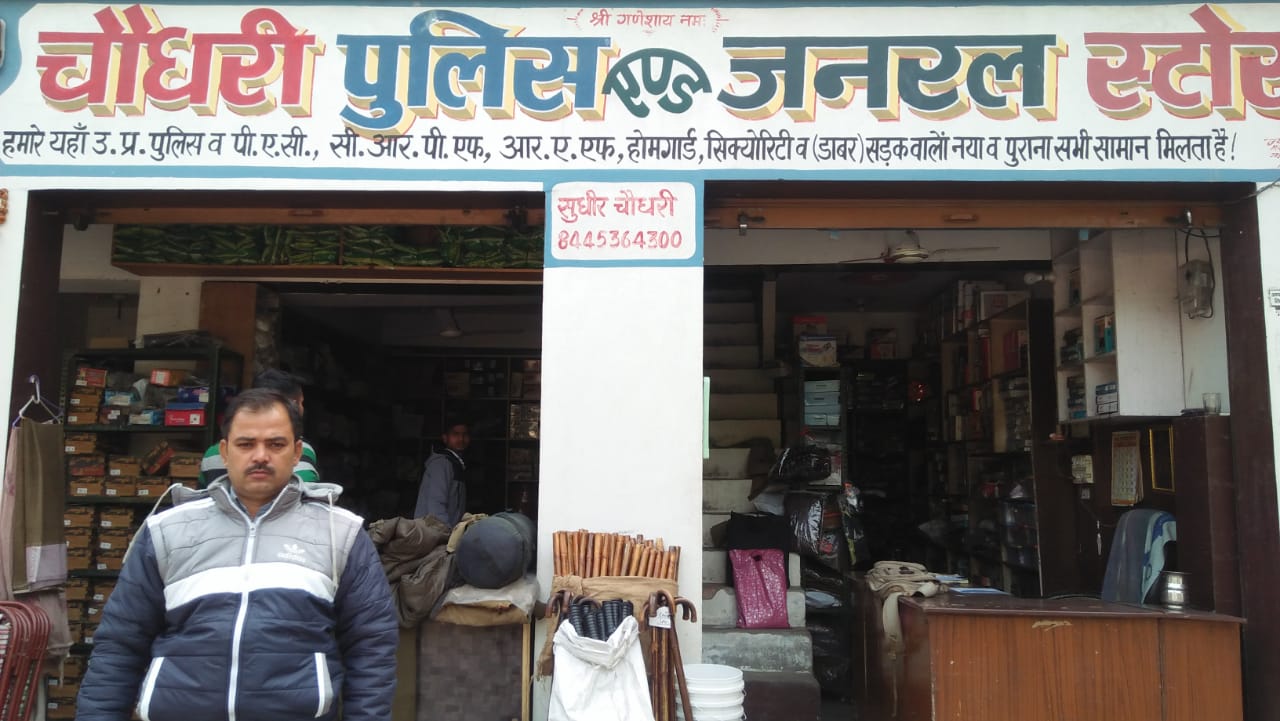 श्री गणेशाय नमः
चौधरी पुलिस एण्ड जनरल स्टोर
हमारे यहाँ उ.प्र.पुलिस व पी.ए.सी., सी.आर.पी.एफ, आर.ए.एफ,होमगार्ड,सिक्योरिटी व (डाबर) सड़क वालों नया व पुराना सभी सामान मिलता है!
सुधीर चौधरी
8445364300
adidas